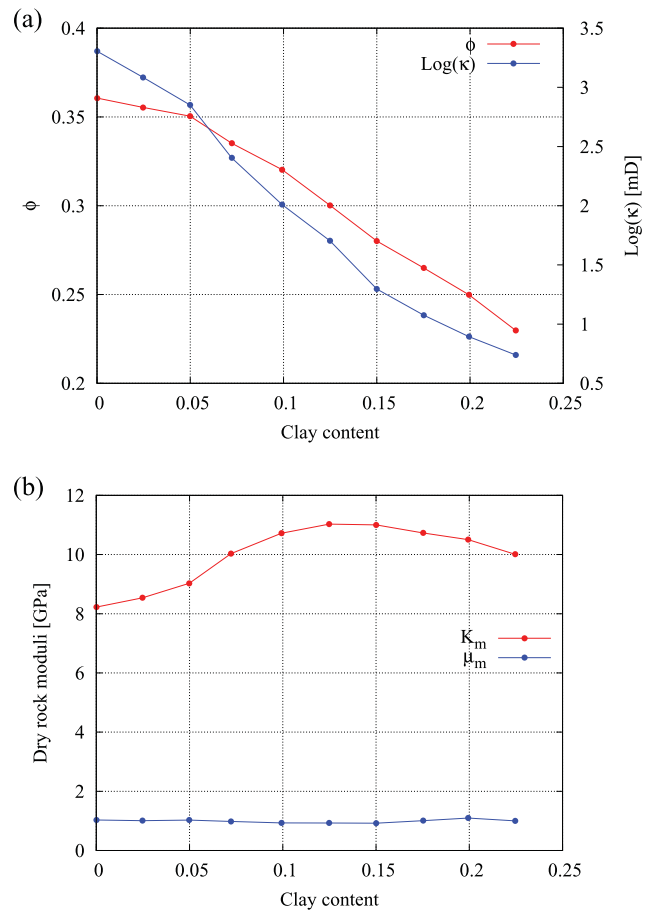 (a)
0.4
0.35
0.3
0.25
0.2
ϕ
3.5
3
2.5
2
1.5
1
0.5
Log(κ) [mD]
ϕ
Log(κ)
0 0.05 0.1 0.15 0.2 0.25
Clay content
(b)
12
10
8
6
4
2
0
Dry rock moduli [GPa]
K_m
μ_m
0 0.05 0.1 0.15 0.2 0.25
Clay content